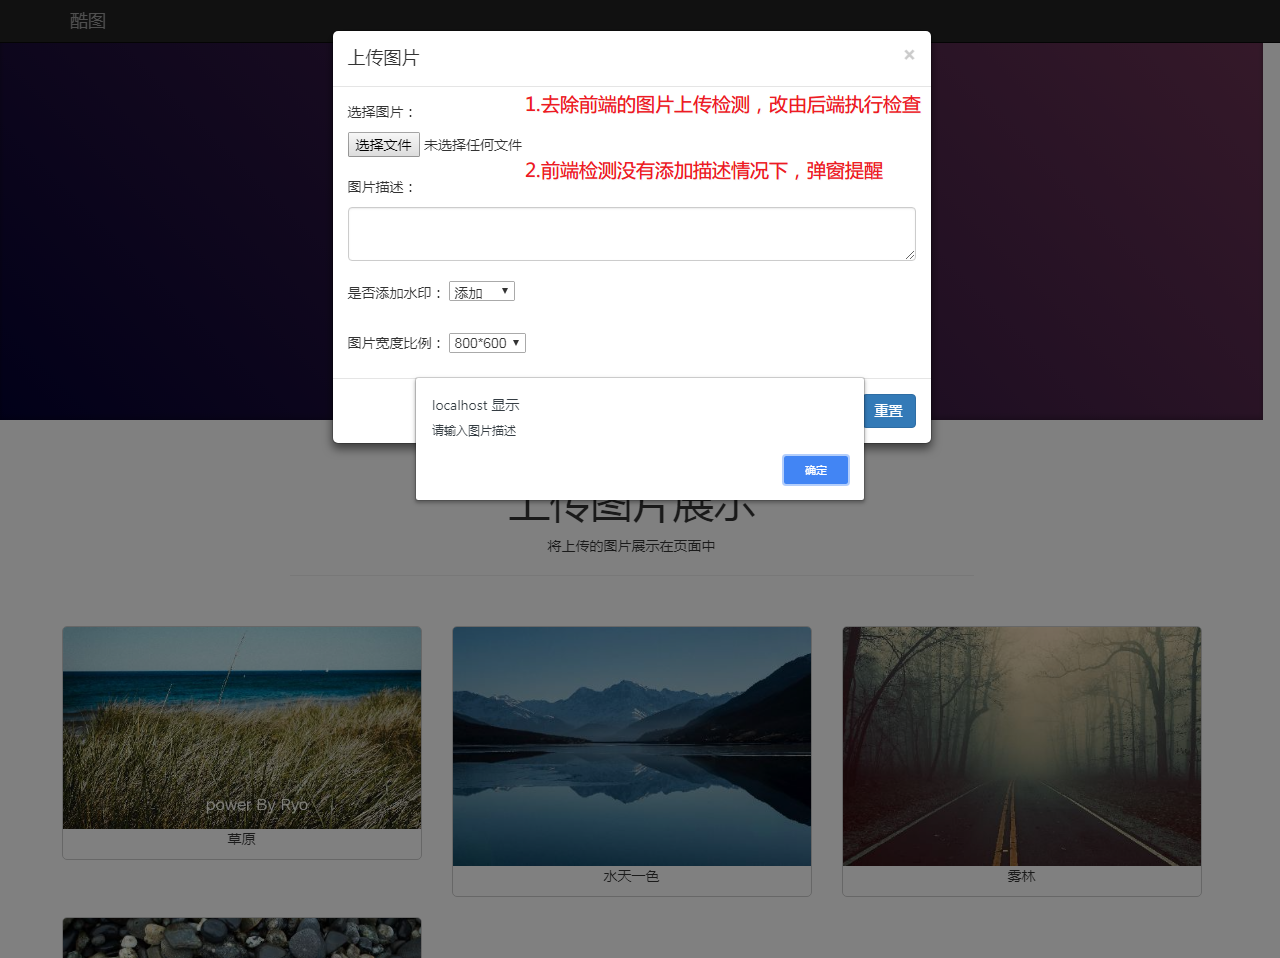 酷图
上传图片
×
1.去除前端的图片上传检测，改由后端执行检查
选择图片：
选择文件 未选择任何文件
2.前端检测没有添加描述情况下，弹窗提醒
图片描述：
是否添加水印： 添加
图片宽度比例： 800*600
localhost 显示
请输入图片描述
重置
确定
上传图片展示
将上传的图片展示在页面中
power By Ryo
草原
水天一色
雾林